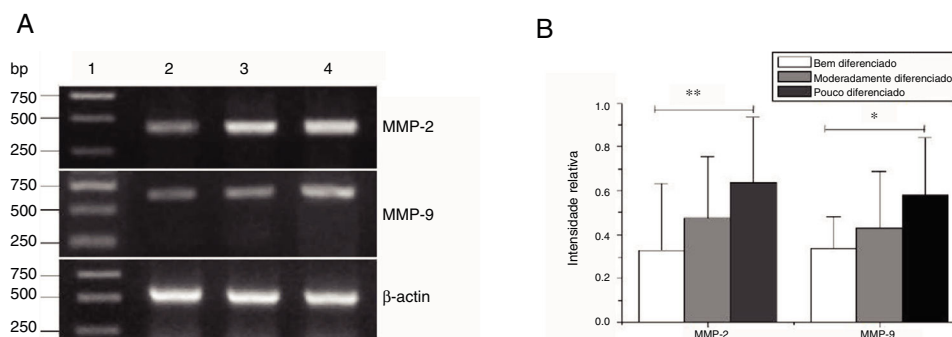 A
bp
1 2 3 4
750
500
250
MMP-2
750
500
250
MMP-9
750
500
250
β-actin
B
Bem diferenciado
Moderadamente diferenciado
Pouco diferenciado
Intensidade relativa
1.0
0.8
0.6
0.4
0.2
0.0
**
*
MMP-2
MMP-9